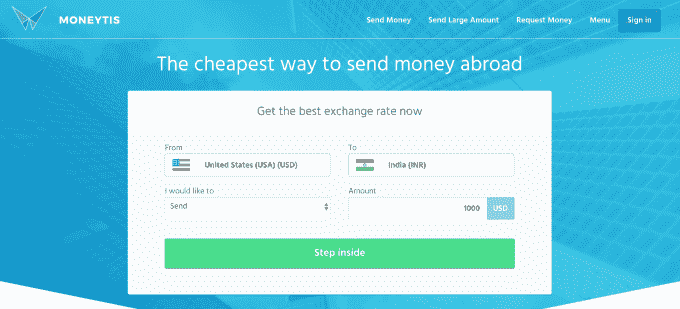 MONEYTIS Send Money Send Large Amount Request Money Menu Sign in
The cheapest way to send money abroad
Get the best exchange rate now
From To
United States (USA) (USD) India (INR)
I would like to Amount
Send 1000 USD
Step inside